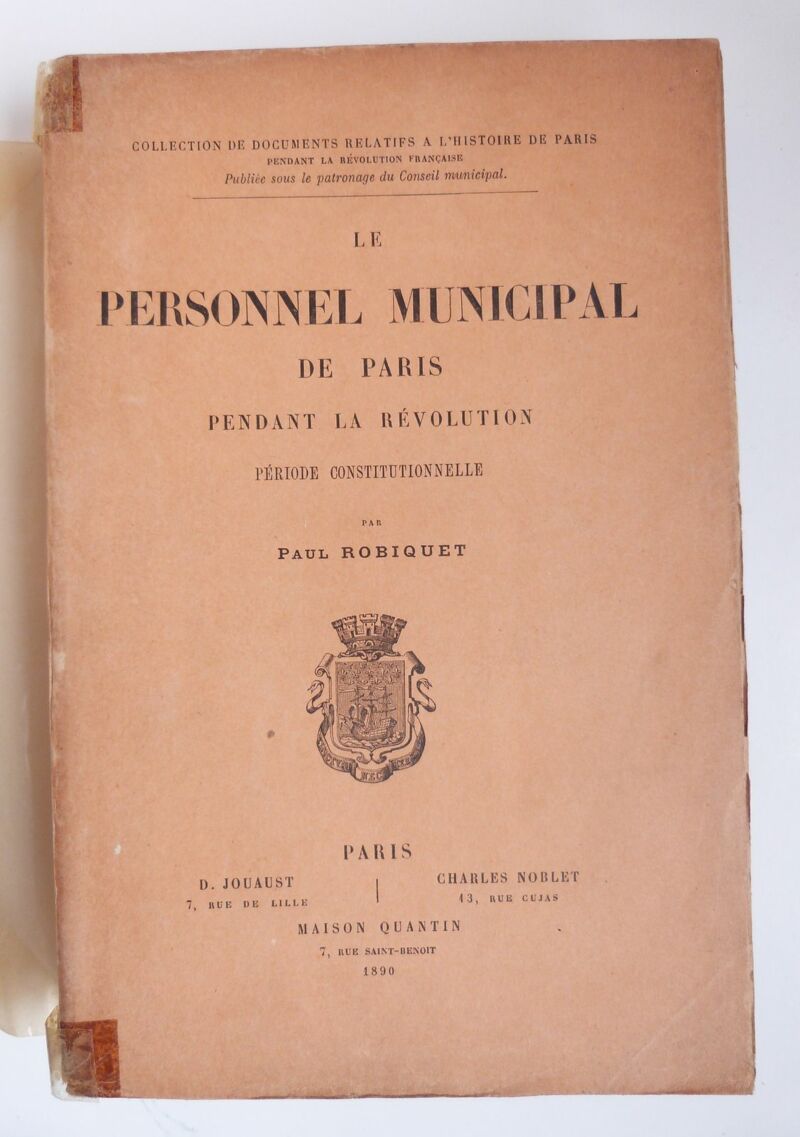 COLLECTION DE DOCUMENTS RELATIFS A L'HISTOIRE DE PARIS
PENDANT LA RÉVOLUTION FRANÇAISE
Publiée sous le patronage du Conseil municipal.
LE
PERSONNEL MUNICIPAL
DE PARIS
PENDANT LA RÉVOLUTION
PÉRIODE CONSTITUTIONNELLE
PAR
PAUL ROBIQUET
NEC
PARIS
D. JOUAUST
7, RUE DE LILLE
CHARLES NOBLET
13, RUE CUJAS
MAISON QUANTIN
7, RUE SAINT-BENOIT
1890